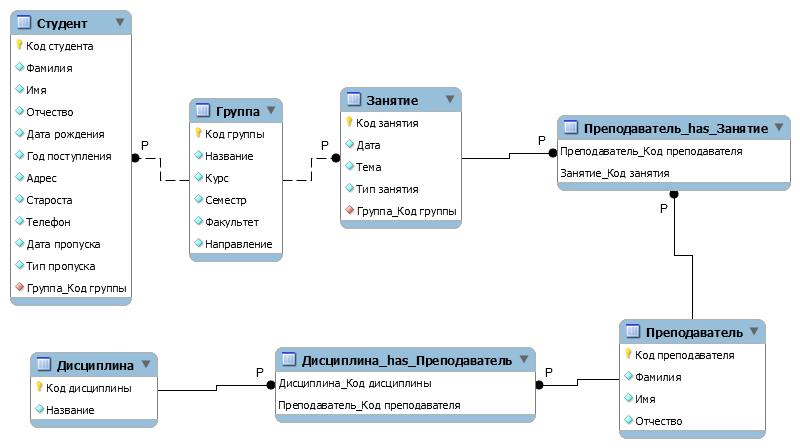 Студент
Код студента
Фамилия
Имя
Отчество
Дата рождения
Год поступления
Адрес
Староста
Телефон
Дата пропуска
Тип пропуска
Группа_Код группы
P
Группа
Код группы
Название
Курс
Семестр
Факультет
Направление
P
Занятие
Код занятия
Дата
Тема
Тип занятия
Группа_Код группы
P
Преподаватель_has_Занятие
Преподаватель_Код преподавателя
Занятие_Код занятия
P
Дисциплина
Код дисциплины
Название
P
Дисциплина_has_Преподаватель
Дисциплина_Код дисциплины
Преподаватель_Код преподавателя
P
Преподаватель
Код преподавателя
Фамилия
Имя
Отчество